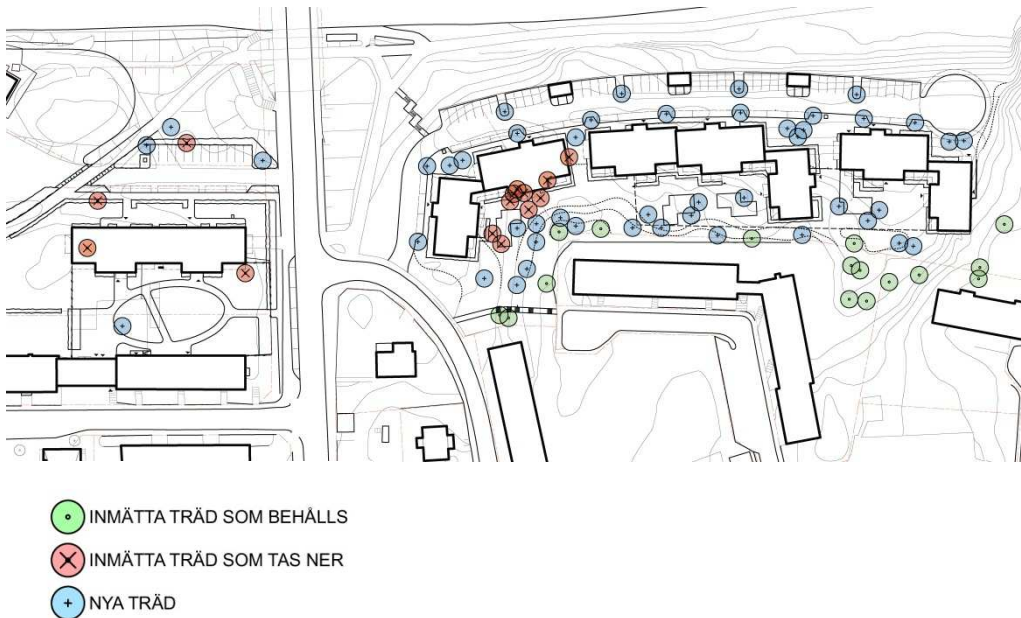 INMÄTTA TRÄD SOM BEHÅLLS
INMÄTTA TRÄD SOM TAS NER
NYA TRÄD